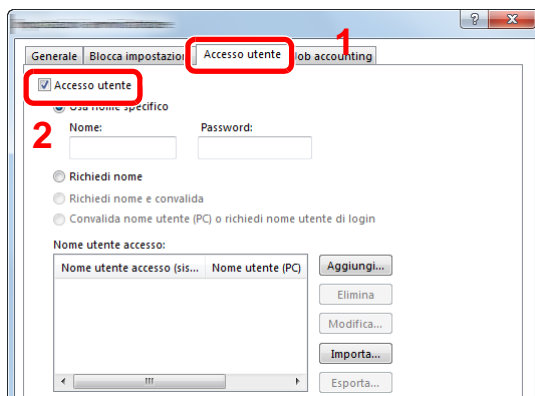 ?
X
1
Generale Blocca impostazion Accesso utente Job accounting
Accesso utente
Usa nome specifico
2
Nome: Password:
Richiedi nome
Richiedi nome e convalida
Convalida nome utente (PC) o richiedi nome utente di login
Nome utente accesso:
Nome utente accesso (sis... Nome utente (PC)
Aggiungi...
Elimina
Modifica...
Importa...
Esporta...